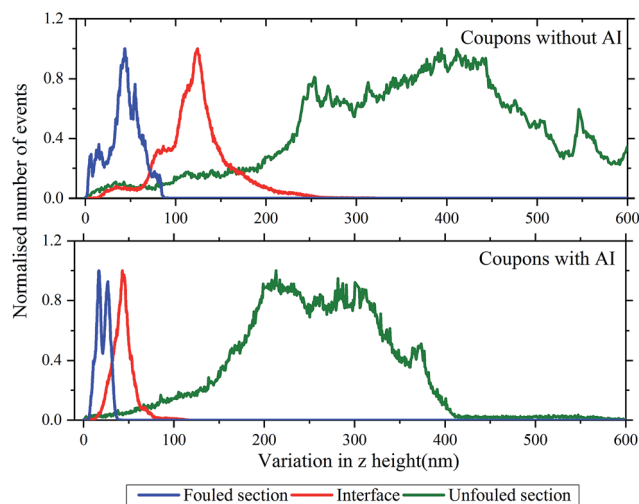 Coupons without AI
1.2
0.8
0.4
0.0
0 100 200 300 400 500 600
Normalised number of events
Coupons with AI
1.2
0.8
0.4
0.0
0 100 200 300 400 500 600
Variation in z height(nm)
Fouled section Interface Unfouled section